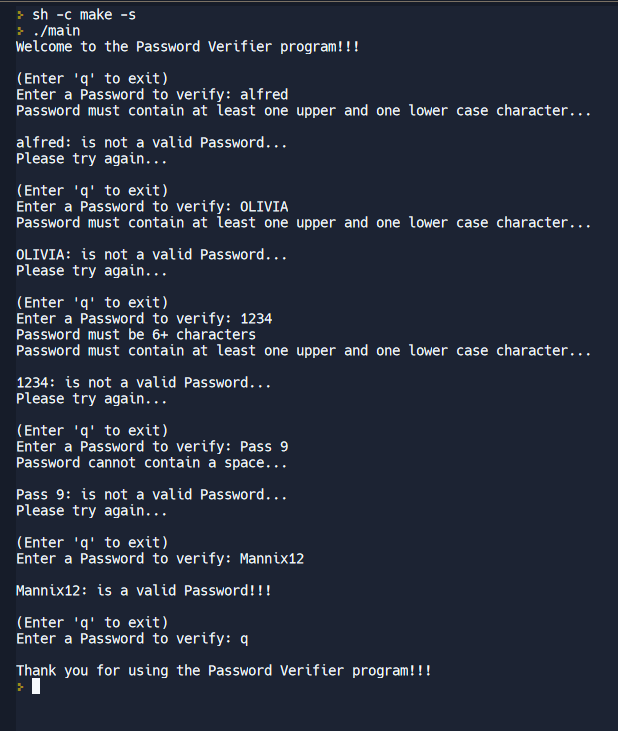 sh -c make -s
./main
Welcome to the Password Verifier program!!!
(Enter 'q' to exit)
Enter a Password to verify: alfred
Password must contain at least one upper and one lower case character...
alfred: is not a valid Password...
Please try again...
(Enter 'q' to exit)
Enter a Password to verify: OLIVIA
Password must contain at least one upper and one lower case character...
OLIVIA: is not a valid Password...
Please try again...
(Enter 'q' to exit)
Enter a Password to verify: 1234
Password must be 6+ characters
Password must contain at least one upper and one lower case character...
1234: is not a valid Password...
Please try again...
(Enter 'q' to exit)
Enter a Password to verify: Pass 9
Password cannot contain a space...
Pass 9: is not a valid Password...
Please try again...
(Enter 'q' to exit)
Enter a Password to verify: Mannix12
Mannix12: is a valid Password!!!
(Enter 'q' to exit)
Enter a Password to verify: q
Thank you for using the Password Verifier program!!!